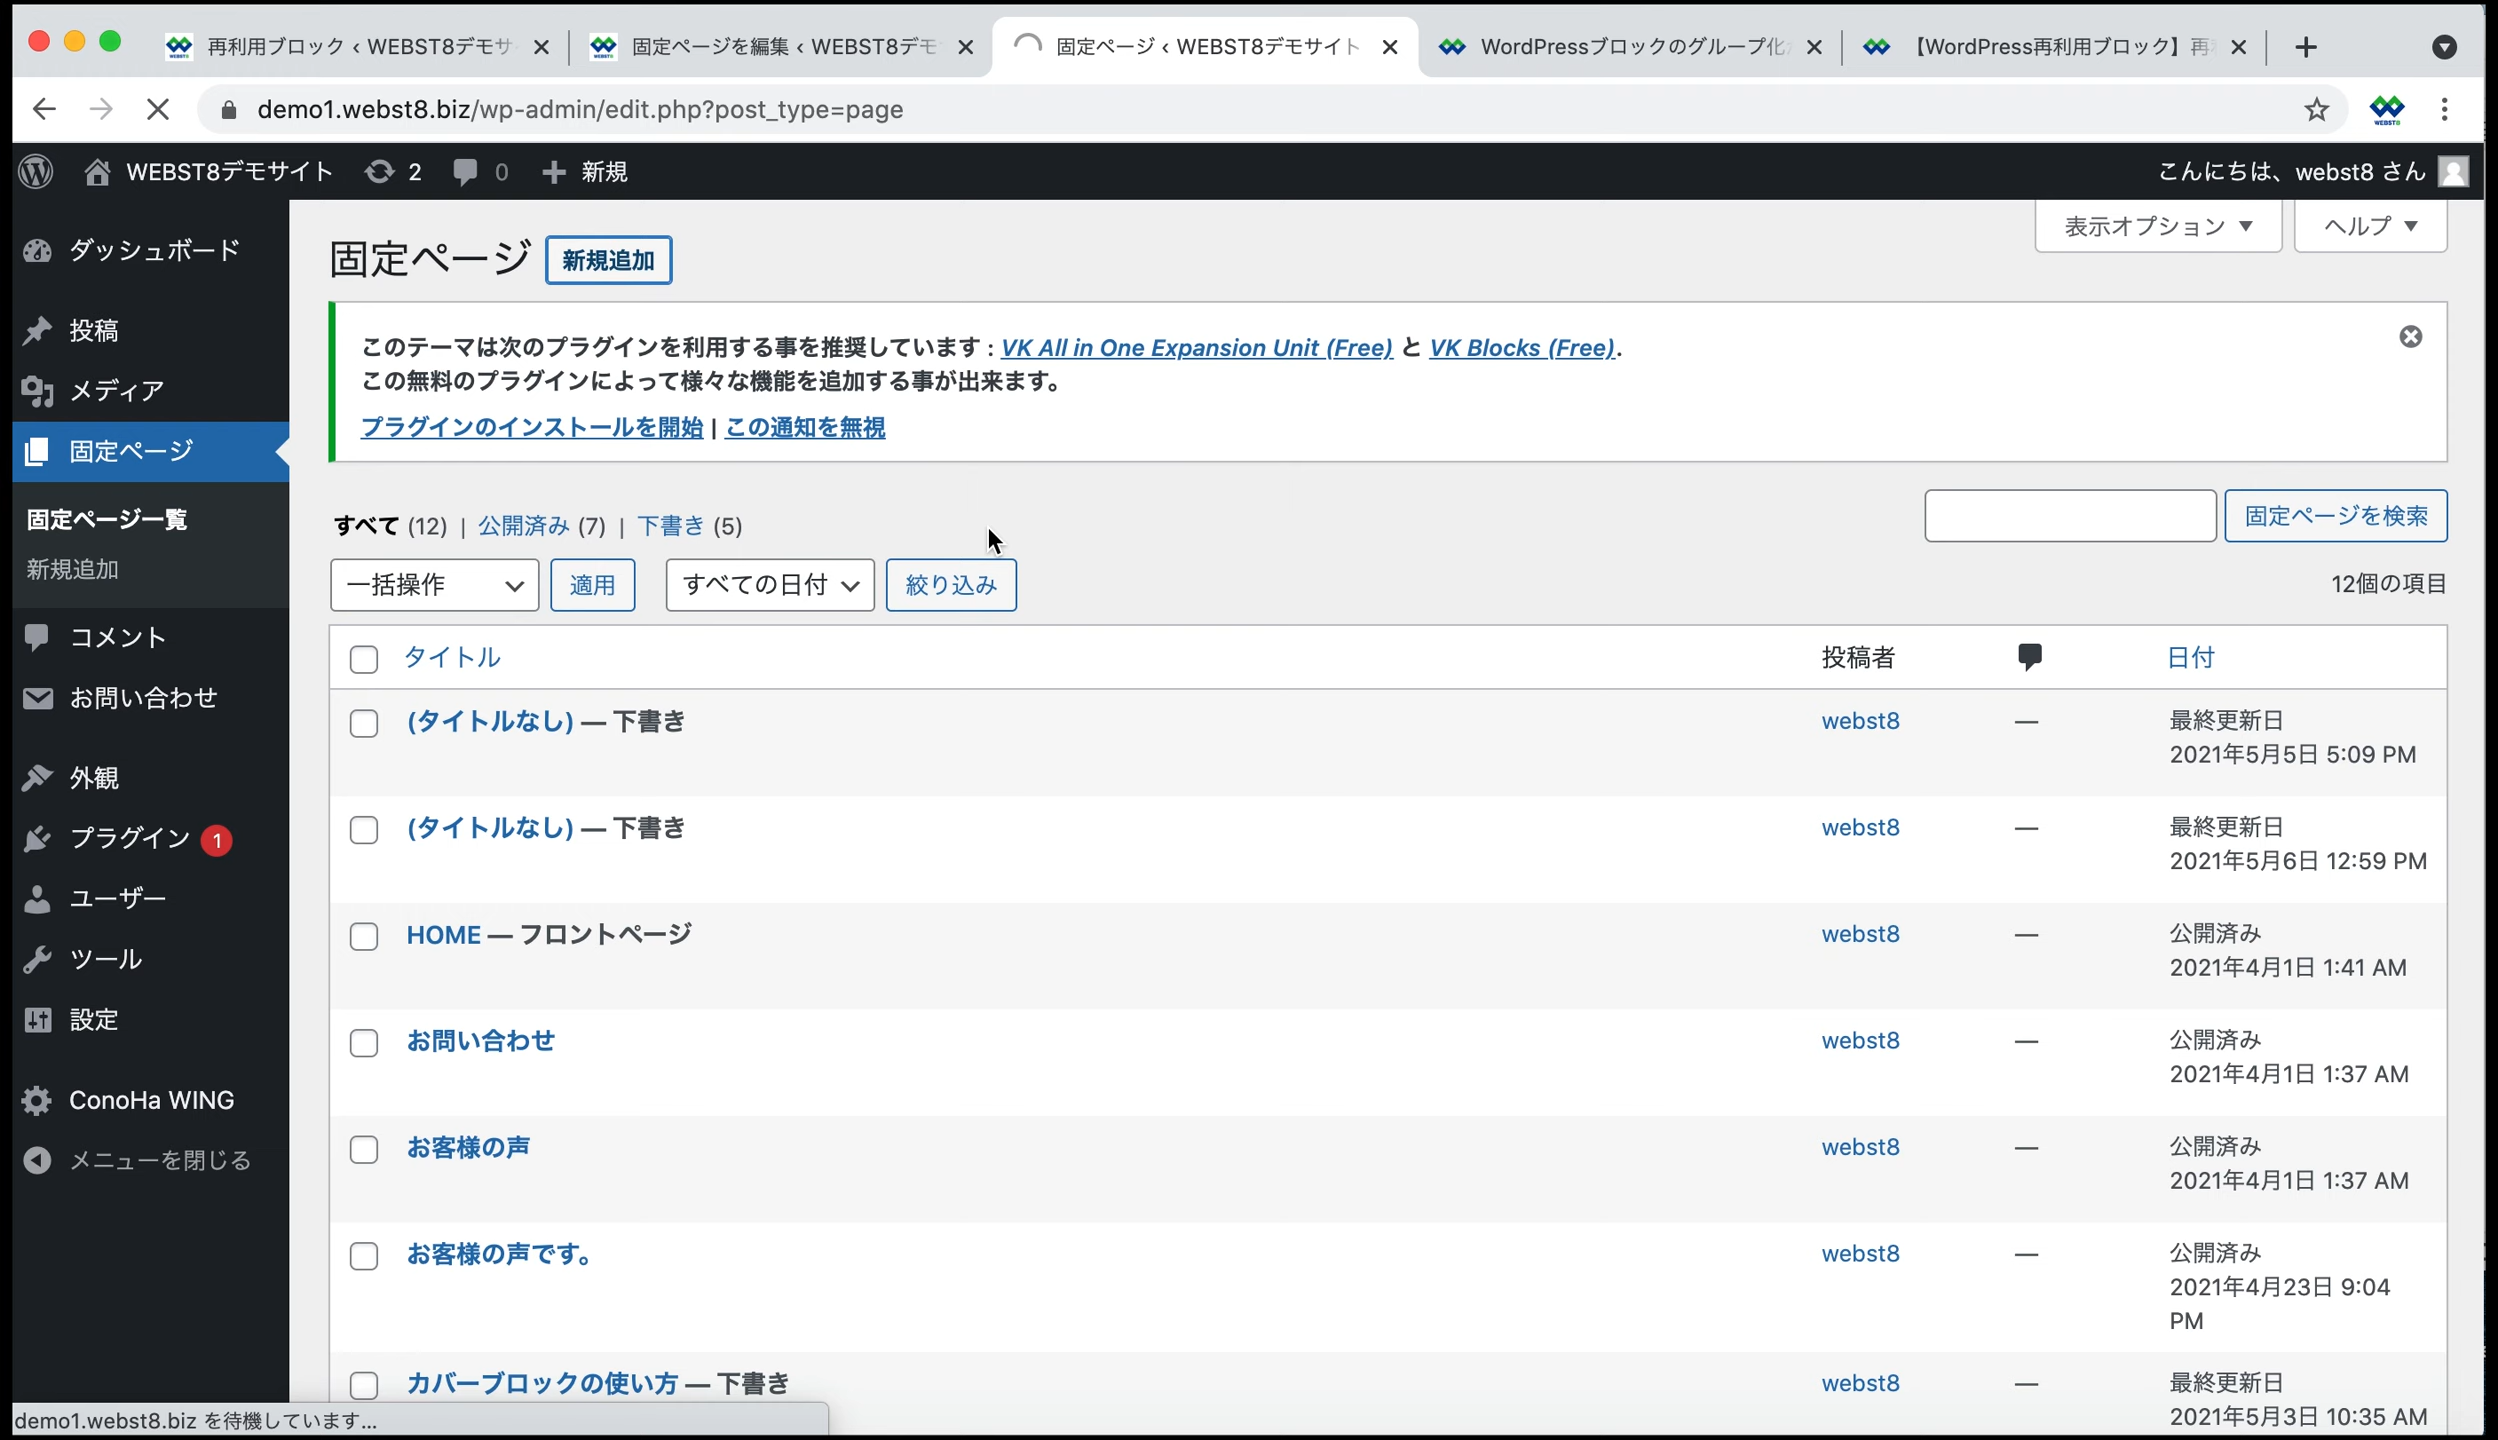 再利用ブロック ‹ WEBST8デモサ
固定ページを編集 ‹ WEBST8デモ
固定ページ ‹ WEBST8デモサイト
WordPressブロックのグループ化
【WordPress再利用ブロック】再
demo1.webst8.biz/wp-admin/edit.php?post_type=page
WEBST8
WEBST8デモサイト 2 0 新規
こんにちは、webst8 さん
ダッシュボード
投稿
メディア
固定ページ
固定ページ一覧
新規追加
コメント
お問い合わせ
外観
プラグイン 1
ユーザー
ツール
設定
ConoHa WING
メニューを閉じる
表示オプション ▼
ヘルプ ▼
固定ページ 新規追加
このテーマは次のプラグインを利用する事を推奨しています : VK All in One Expansion Unit (Free) と VK Blocks (Free).
この無料のプラグインによって様々な機能を追加する事が出来ます。
プラグインのインストールを開始 | この通知を無視
すべて (12) | 公開済み (7) | 下書き (5)
固定ページを検索
一括操作 適用 すべての日付 絞り込み
12個の項目
タイトル 投稿者 日付
(タイトルなし) — 下書き webst8 — 最終更新日
2021年5月5日 5:09 PM
(タイトルなし) — 下書き webst8 — 最終更新日
2021年5月6日 12:59 PM
HOME — フロントページ webst8 — 公開済み
2021年4月1日 1:41 AM
お問い合わせ webst8 — 公開済み
2021年4月1日 1:37 AM
お客様の声 webst8 — 公開済み
2021年4月1日 1:37 AM
お客様の声です。 webst8 — 公開済み
2021年4月23日 9:04
PM
カバーブロックの使い方 — 下書き webst8 — 最終更新日
2021年5月3日 10:35 AM
demo1.webst8.biz を待機しています...